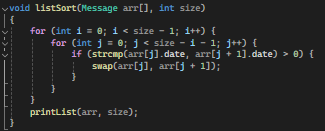 void listSort(Message arr[], int size)
{
    for (int i = 0; i < size - 1; i++) {
        for (int j = 0; j < size - i - 1; j++) {
            if (strcmp(arr[j].date, arr[j + 1].date) > 0) {
                swap(arr[j], arr[j + 1]);
            }
        }
    }
    printList(arr, size);
}